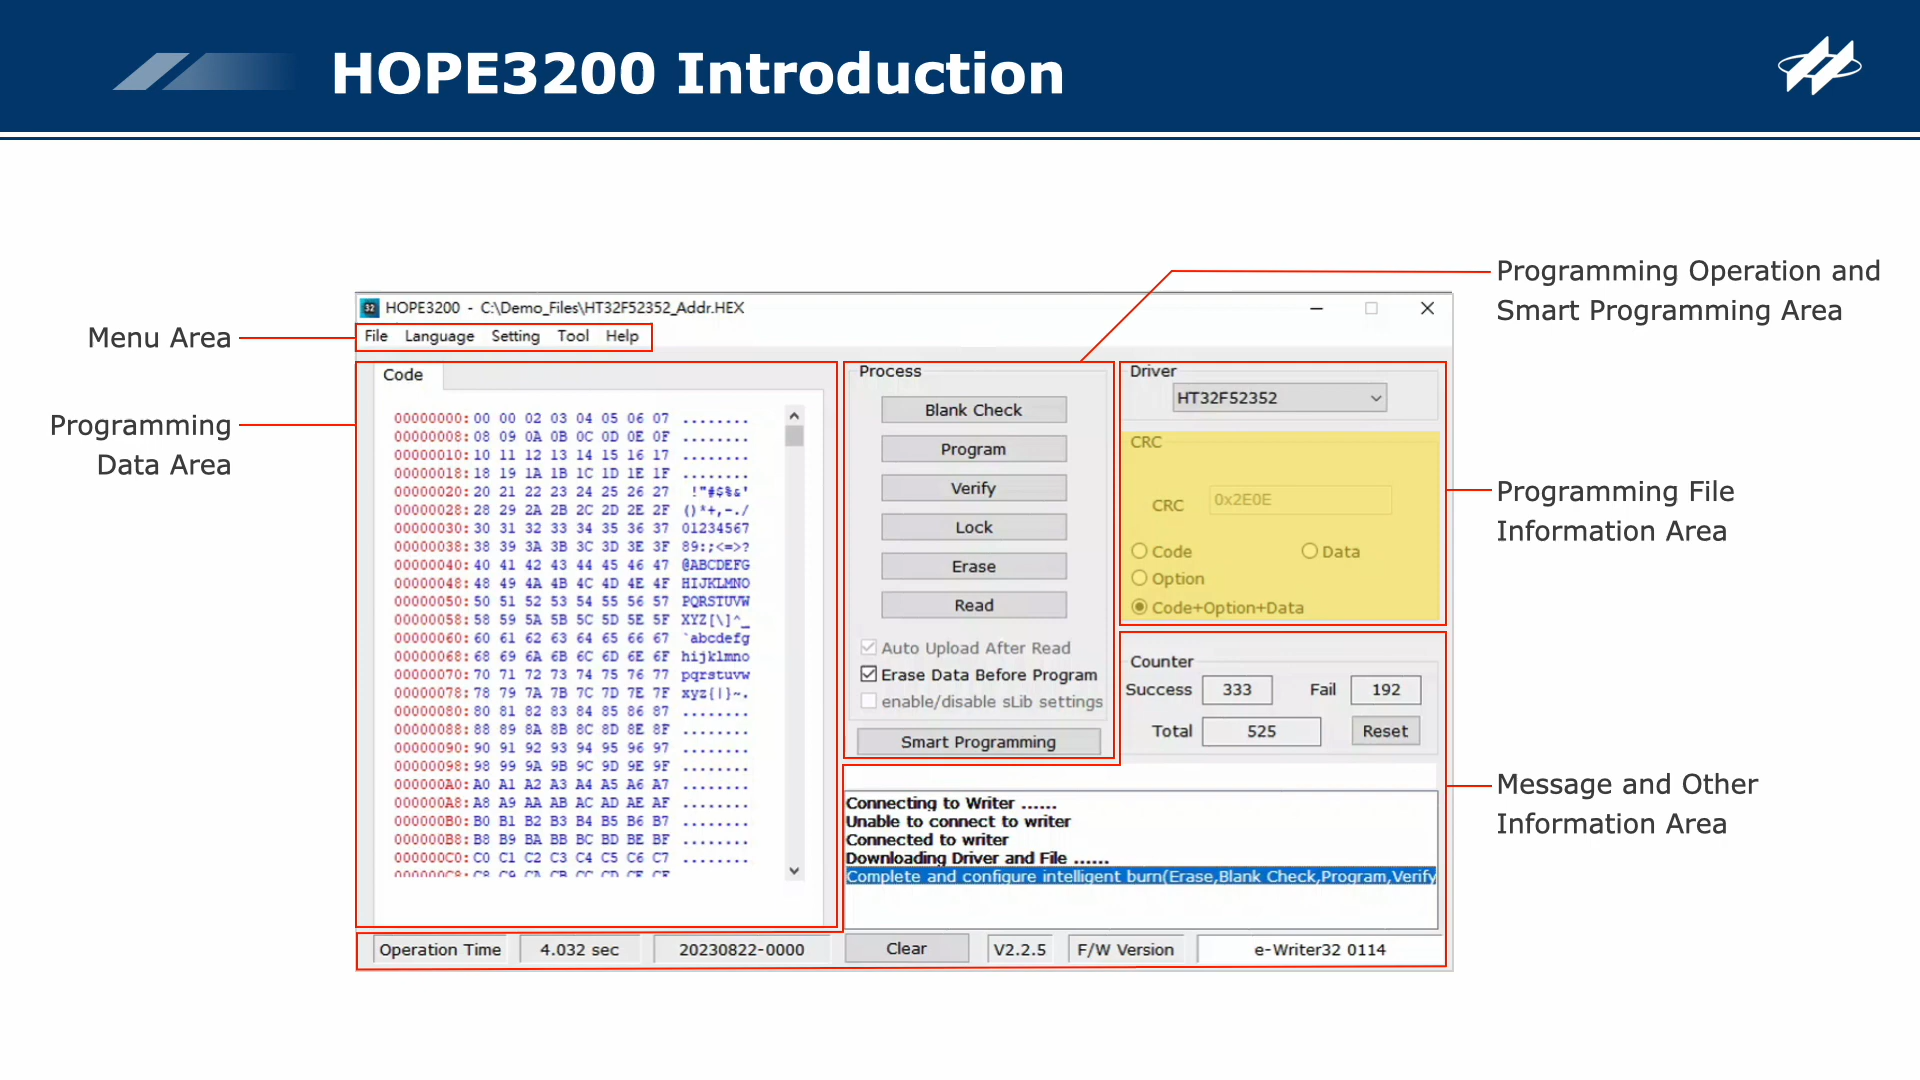 HOPE3200 Introduction
Programming Operation and
Smart Programming Area
Menu Area
Programming
Data Area
Programming File
Information Area
Message and Other
Information Area
32 HOPE3200 - C:\Demo_Files\HT32F52352_Addr.HEX
File Language Setting Tool Help
Code
00000000: 00 00 02 03 04 05 06 07 ........
00000008: 08 09 0A 0B 0C 0D 0E 0F ........
00000010: 10 11 12 13 14 15 16 17 ........
00000018: 18 19 1A 1B 1C 1D 1E 1F ........
00000020: 20 21 22 23 24 25 26 27  !"#$%&'
00000028: 28 29 2A 2B 2C 2D 2E 2F ()*+,-./
00000030: 30 31 32 33 34 35 36 37 01234567
00000038: 38 39 3A 3B 3C 3D 3E 3F 89:;<=>?
00000040: 40 41 42 43 44 45 46 47 @ABCDEFG
00000048: 48 49 4A 4B 4C 4D 4E 4F HIJKLMNO
00000050: 50 51 52 53 54 55 56 57 PQRSTUVW
00000058: 58 59 5A 5B 5C 5D 5E 5F XYZ[\]^_
00000060: 60 61 62 63 64 65 66 67 `abcdefg
00000068: 68 69 6A 6B 6C 6D 6E 6F hijklmno
00000070: 70 71 72 73 74 75 76 77 pqrstuvw
00000078: 78 79 7A 7B 7C 7D 7E 7F xyz{|}~.
00000080: 80 81 82 83 84 85 86 87 ........
00000088: 88 89 8A 8B 8C 8D 8E 8F ........
00000090: 90 91 92 93 94 95 96 97 ........
00000098: 98 99 9A 9B 9C 9D 9E 9F ........
000000A0: A0 A1 A2 A3 A4 A5 A6 A7 ........
000000A8: A8 A9 AA AB AC AD AE AF ........
000000B0: B0 B1 B2 B3 B4 B5 B6 B7 ........
000000B8: B8 B9 BA BB BC BD BE BF ........
000000C0: C0 C1 C2 C3 C4 C5 C6 C7 ........
000000C8: C8 C9 CA CB CC CD CE CF
Process
Blank Check
Program
Verify
Lock
Erase
Read
Auto Upload After Read
Erase Data Before Program
enable/disable sLib settings
Smart Programming
Driver
HT32F52352
CRC
CRC 0x2E0E
Code Data
Option
Code+Option+Data
Counter
Success 333 Fail 192
Total 525 Reset
Connecting to Writer ......
Unable to connect to writer
Connected to writer
Downloading Driver and File ......
Complete and configure intelligent burn(Erase,Blank Check,Program,Verify
Operation Time 4.032 sec 20230822-0000 Clear V2.2.5 F/W Version e-Writer32 0114